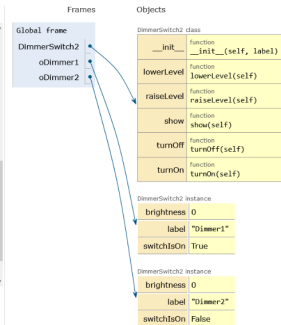 Frames Objects
Global frame
DimmerSwitch2
oDimmer1
oDimmer2
DimmerSwitch2 class
__init__ function
__init__(self, label)
lowerLevel function
lowerLevel(self)
raiseLevel function
raiseLevel(self)
show function
show(self)
turnOff function
turnOff(self)
turnOn function
turnOn(self)
DimmerSwitch2 instance
brightness 0
label "Dimmer1"
switchIsOn True
DimmerSwitch2 instance
brightness 0
label "Dimmer2"
switchIsOn False